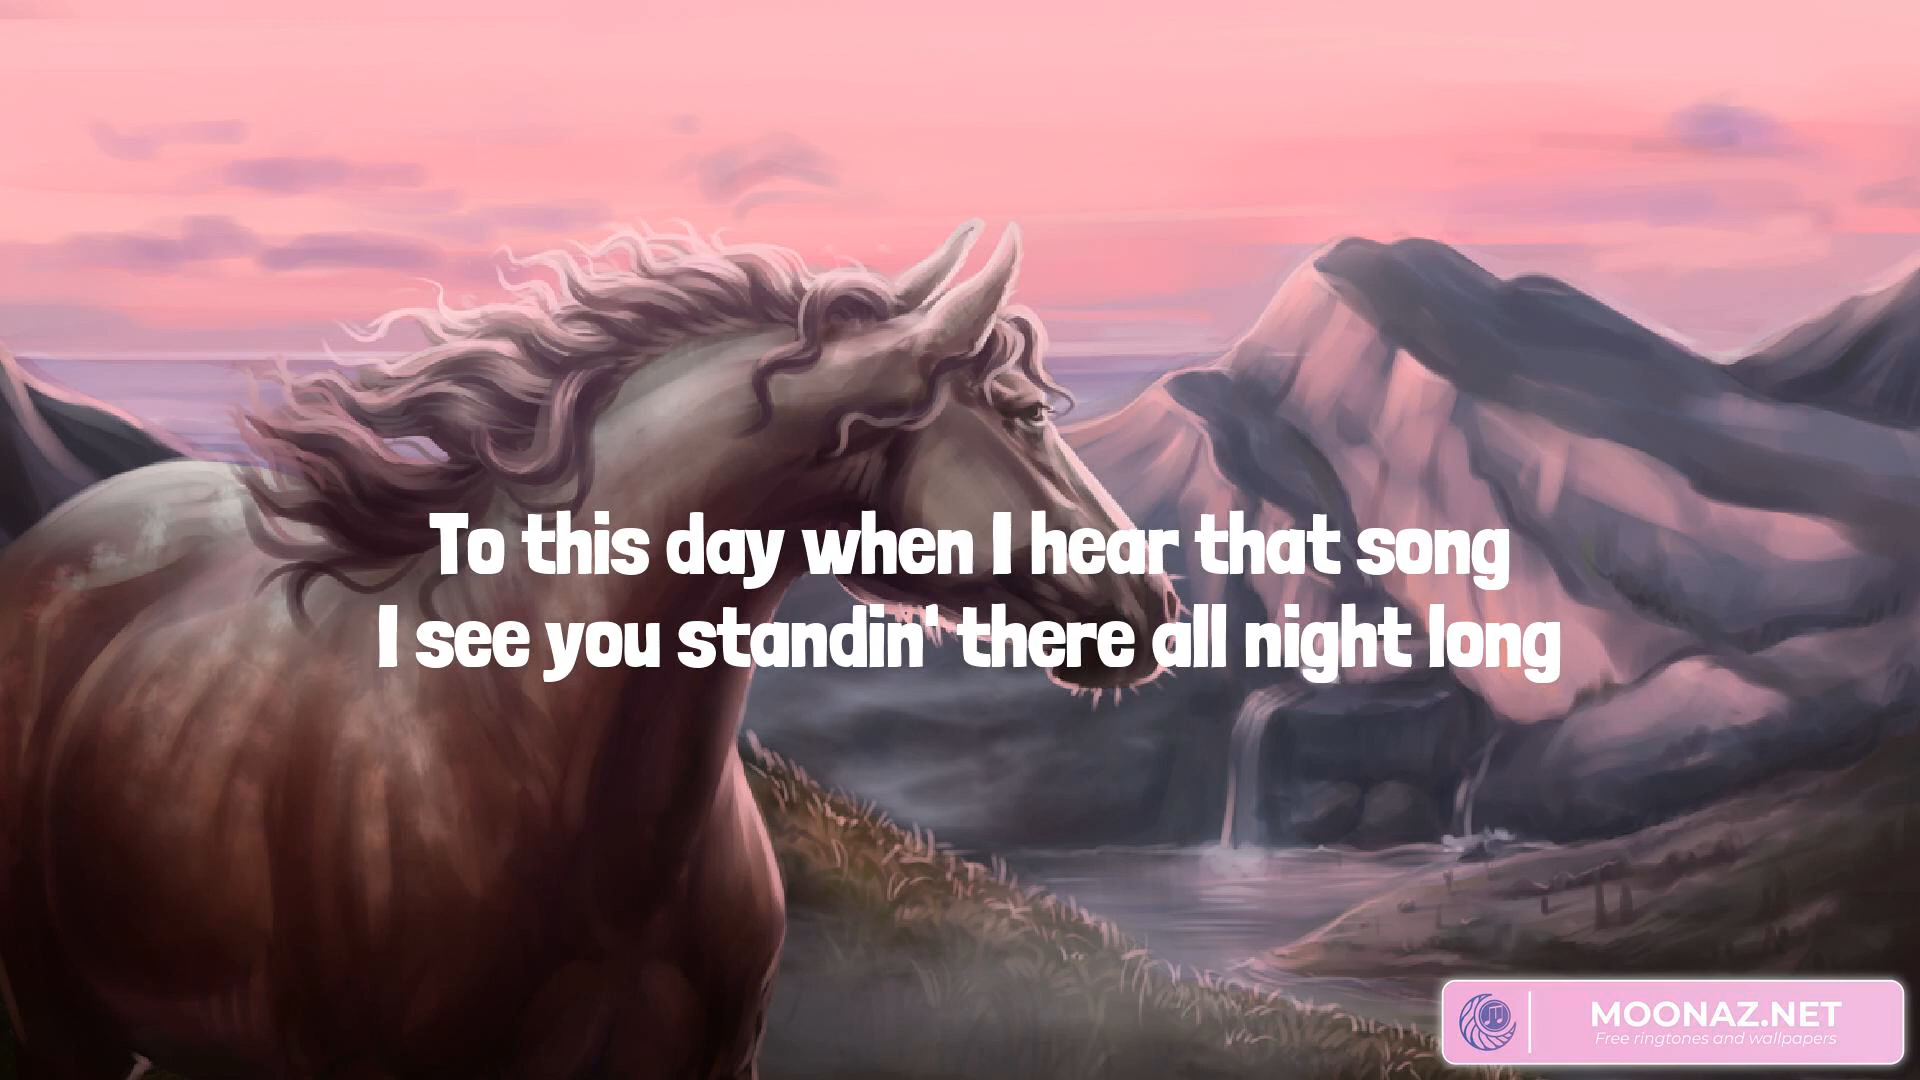 To this day when I hear that song
I see you standin' there all night long
MOONAZ.NET
Free ringtones and wallpapers